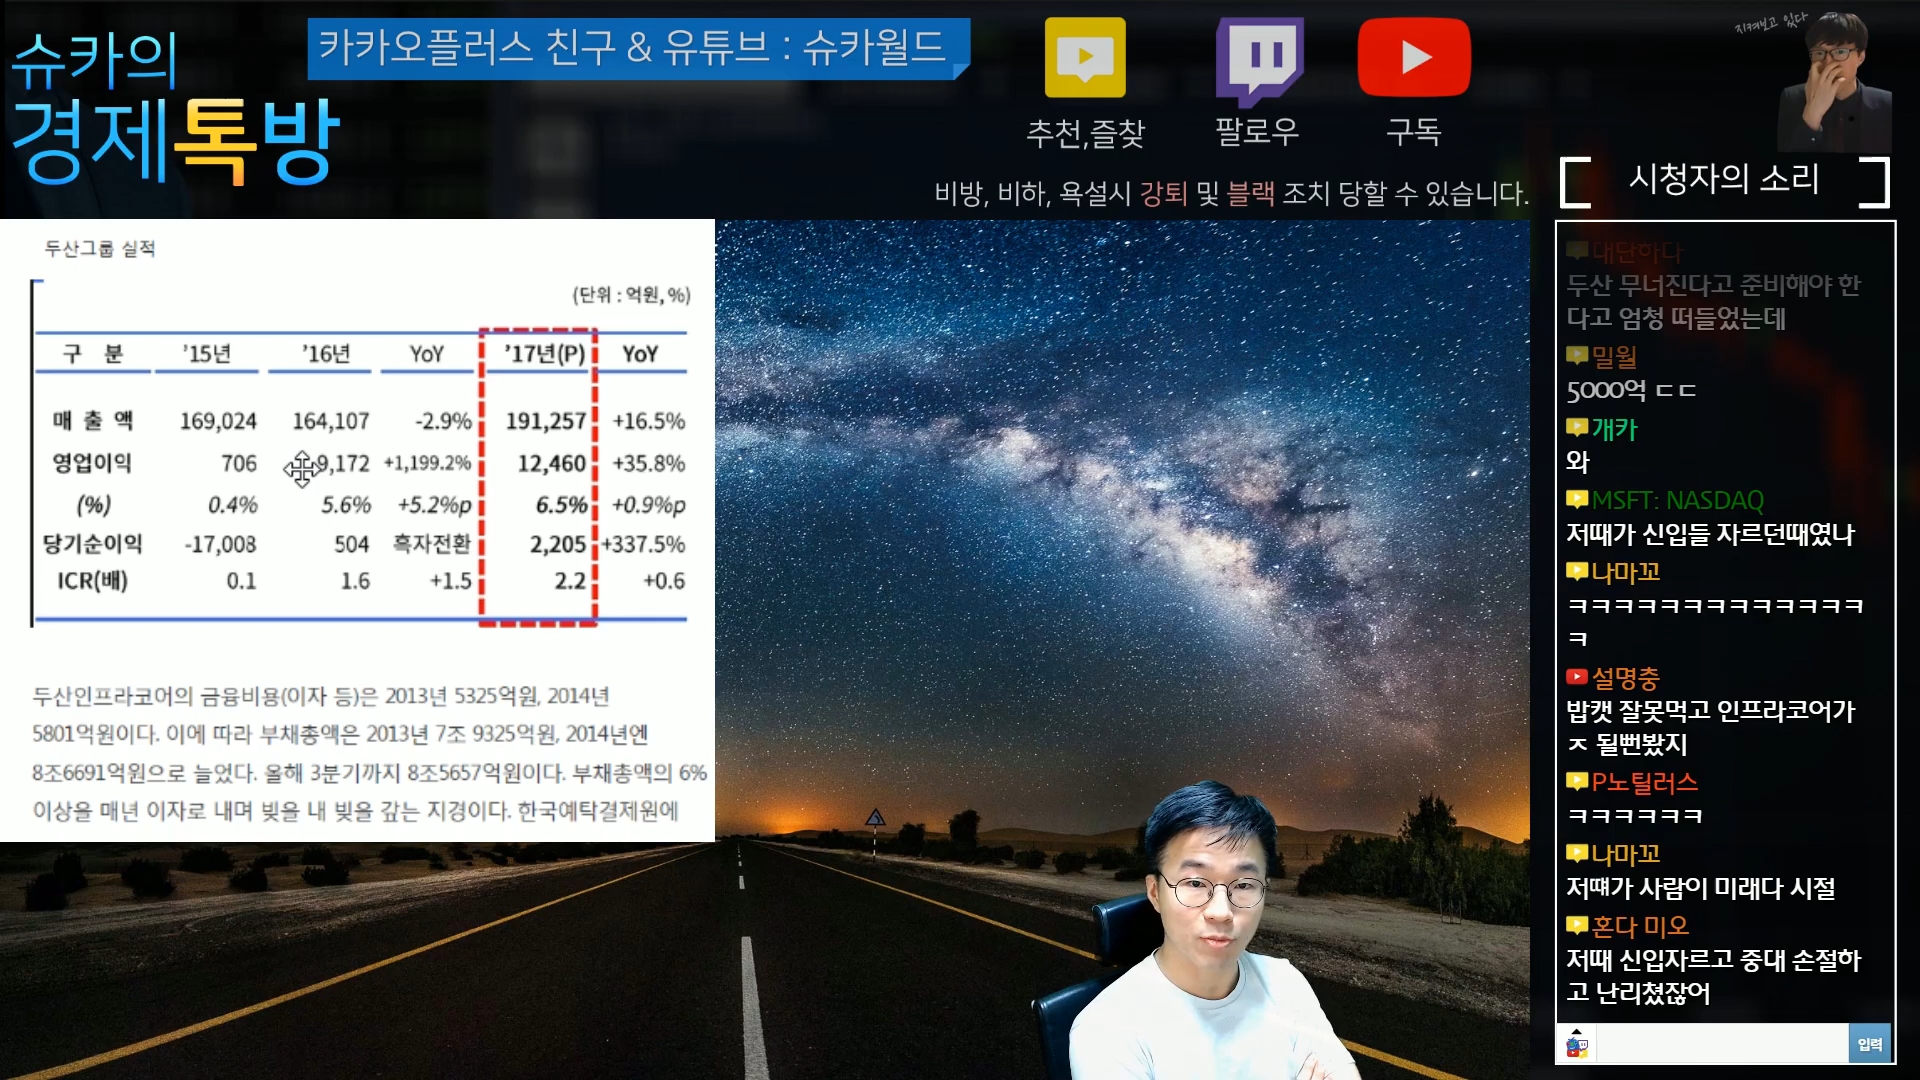 슈카의
경제톡방
카카오플러스 친구 & 유튜브 : 슈카월드
추천,즐찾
팔로우
구독
비방, 비하, 욕설시 강퇴 및 블랙 조치 당할 수 있습니다.
지켜보고 있다
시청자의 소리
두산그룹 실적
(단위 : 억원, %)
구 분 '15년 '16년 YoY '17년(P) YoY
매 출 액 169,024 164,107 -2.9% 191,257 +16.5%
영업이익 706 9,172 +1,199.2% 12,460 +35.8%
(%) 0.4% 5.6% +5.2%p 6.5% +0.9%p
당기순이익 -17,008 504 흑자전환 2,205 +337.5%
ICR(배) 0.1 1.6 +1.5 2.2 +0.6
두산인프라코어의 금융비용(이자 등)은 2013년 5325억원, 2014년
5801억원이다. 이에 따라 부채총액은 2013년 7조 9325억원, 2014년엔
8조6691억원으로 늘었다. 올해 3분기까지 8조5657억원이다. 부채총액의 6%
이상을 매년 이자로 내며 빚을 내 빚을 갚는 지경이다. 한국예탁결제원에
대단하다
두산 무너진다고 준비해야 한
다고 엄청 떠들었는데
밀월
5000억 ㄷㄷ
개카
와
MSFT: NASDAQ
저때가 신입들 자르던때였나
나마꼬
ㅋㅋㅋㅋㅋㅋㅋㅋㅋㅋㅋㅋㅋ
ㅋ
설명충
밥캣 잘못먹고 인프라코어가
ㅈ 될뻔봤지
P노틸러스
ㅋㅋㅋㅋㅋㅋ
나마꼬
저떄가 사람이 미래다 시절
혼다 미오
저때 신입자르고 중대 손절하
고 난리쳤잖어
입력